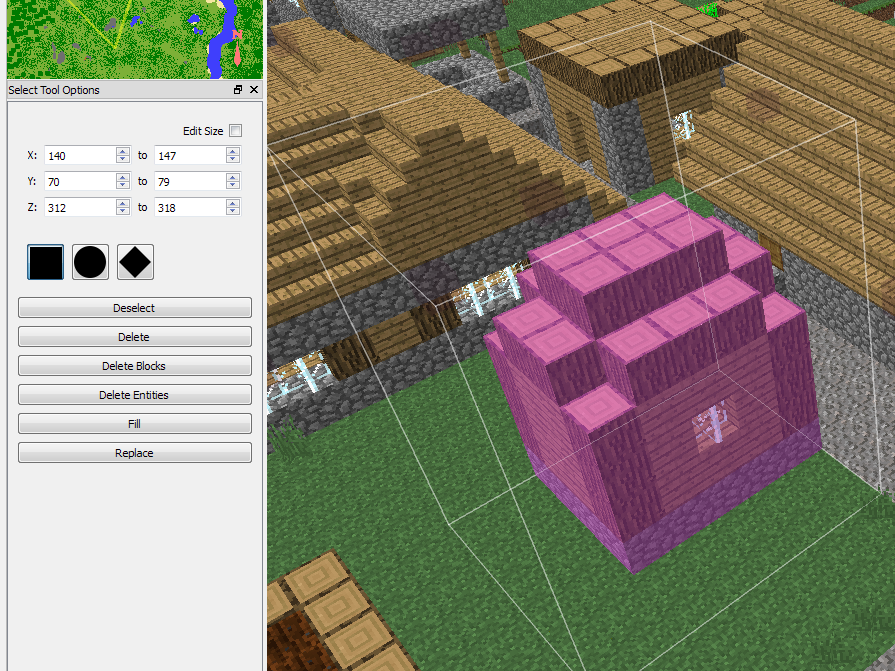 Select Tool Options
Edit Size
X: 140 to 147
Y: 70 to 79
Z: 312 to 318
Deselect
Delete
Delete Blocks
Delete Entities
Fill
Replace